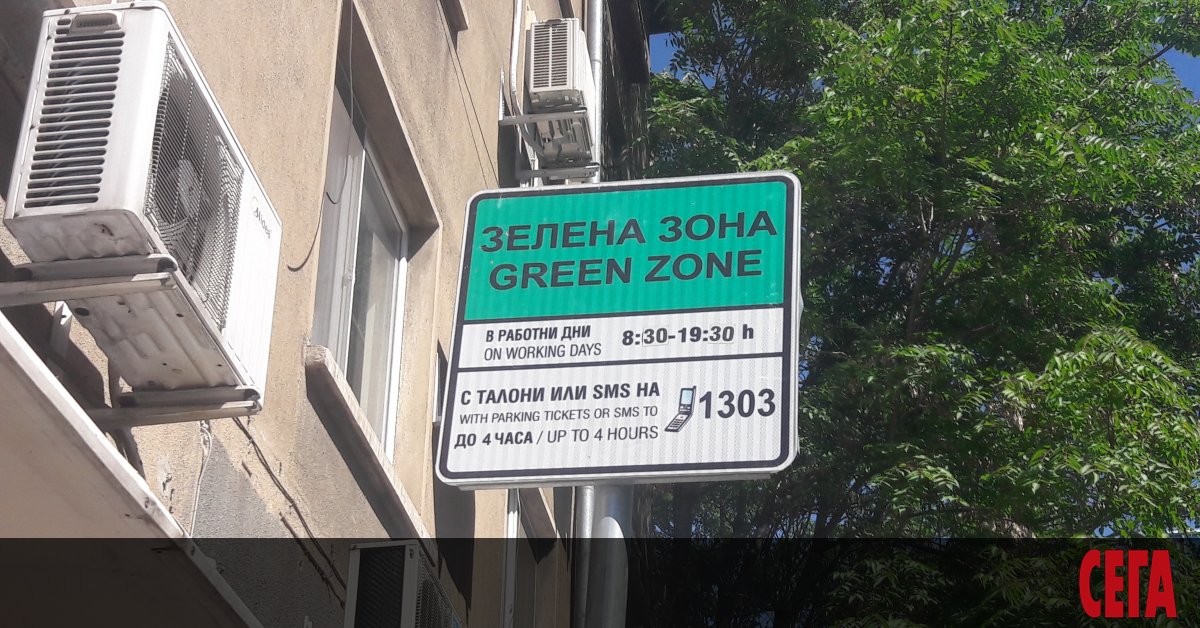 ЗЕЛЕНА ЗОНА
GREEN ZONE
В РАБОТНИ ДНИ
ON WORKING DAYS
8:30-19:30 h
С ТАЛОНИ ИЛИ SMS НА
WITH PARKING TICKETS OR SMS TO
1303
ДО 4 ЧАСА / UP TO 4 HOURS
Midea
СЕГА